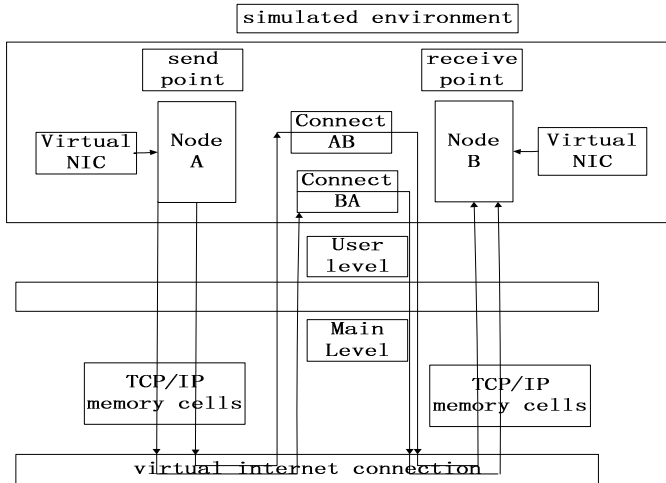 simulated environment
send
point
receive
point
Virtual
NIC
Node
A
Connect
AB
Connect
BA
Node
B
Virtual
NIC
User
level
Main
Level
TCP/IP
memory cells
TCP/IP
memory cells
virtual internet connection